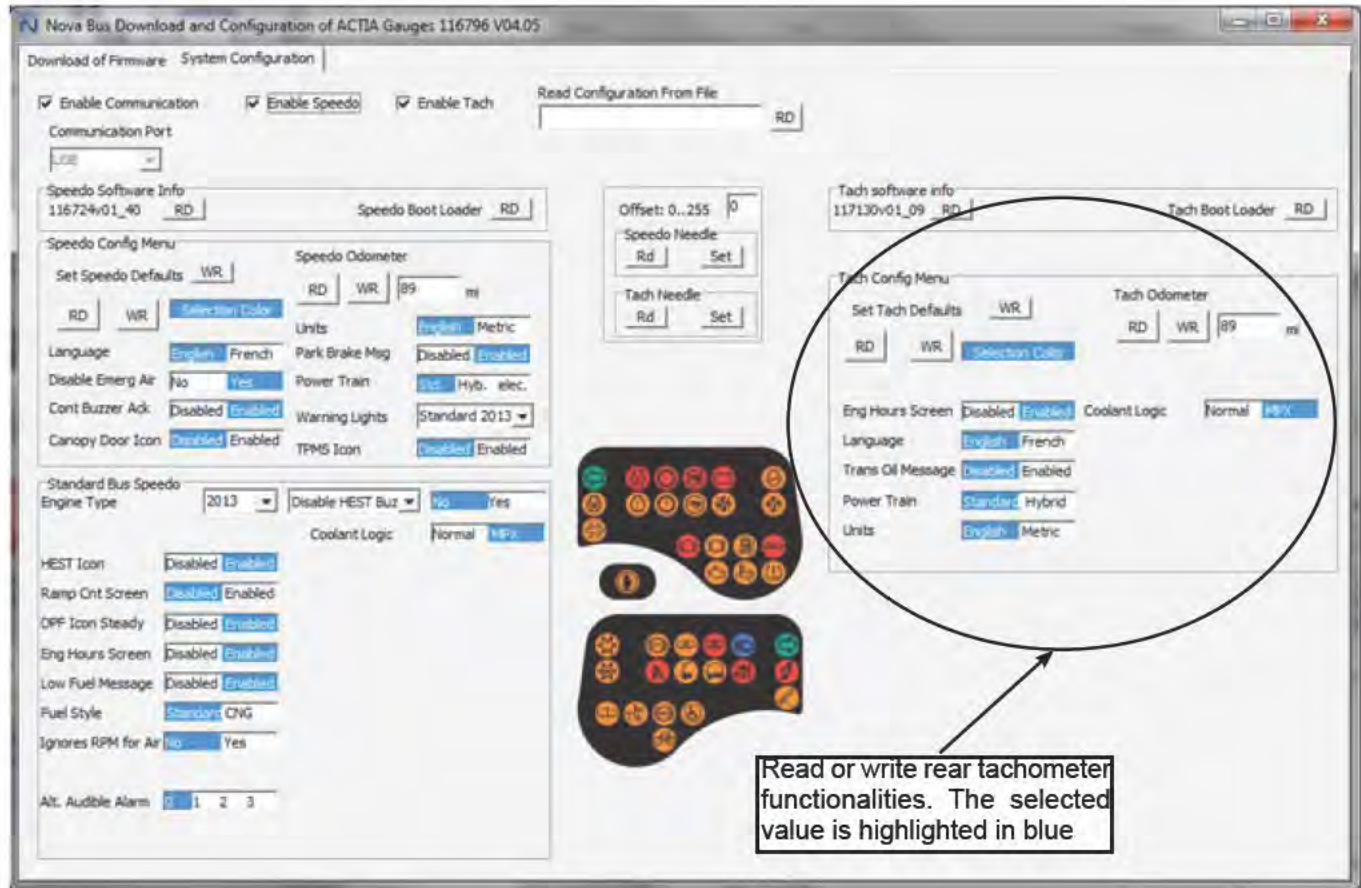 Nova Bus Download and Configuration of ACTIA Gauges 116796 V04.05
Download of Firmware System Configuration
Enable Communication Enable Speedo Enable Tach
Read Configuration From File
RD
Communication Port
Speedo Software Info
116724v01_40 RD Speedo Boot Loader RD
Speedo Config Menu
Set Speedo Defaults WR
RD WR Selection Color
Language English French
Disable Emerg Air No Yes
Cont Buzzer Ack Disabled Enabled
Canopy Door Icon Disabled Enabled
Speedo Odometer
RD WR 89 mi
Units English Metric
Park Brake Msg Disabled Enabled
Power Train Std. Hyb. elec.
Warning Lights Standard 2013
TPMS Icon Disabled Enabled
Standard Bus Speedo
Engine Type 2013 Disable HEST Buz No Yes
Coolant Logic Normal MPX
HEST Icon Disabled Enabled
Ramp Cnt Screen Disabled Enabled
DPF Icon Steady Disabled Enabled
Eng Hours Screen Disabled Enabled
Low Fuel Message Disabled Enabled
Fuel Style Standard CNG
Ignores RPM for Air No Yes
Alt. Audible Alarm 0 1 2 3
Offset: 0..255 0
Speedo Needle
Rd Set
Tach Needle
Rd Set
Tach software info
117130v01_09 RD Tach Boot Loader RD
Tach Config Menu
Set Tach Defaults WR
RD WR Selection Color
Tach Odometer
RD WR 89 mi
Eng Hours Screen Disabled Enabled Coolant Logic Normal MPX
Language English French
Trans Oil Message Disabled Enabled
Power Train Standard Hybrid
Units English Metric
Read or write rear tachometer
functionalities. The selected
value is highlighted in blue